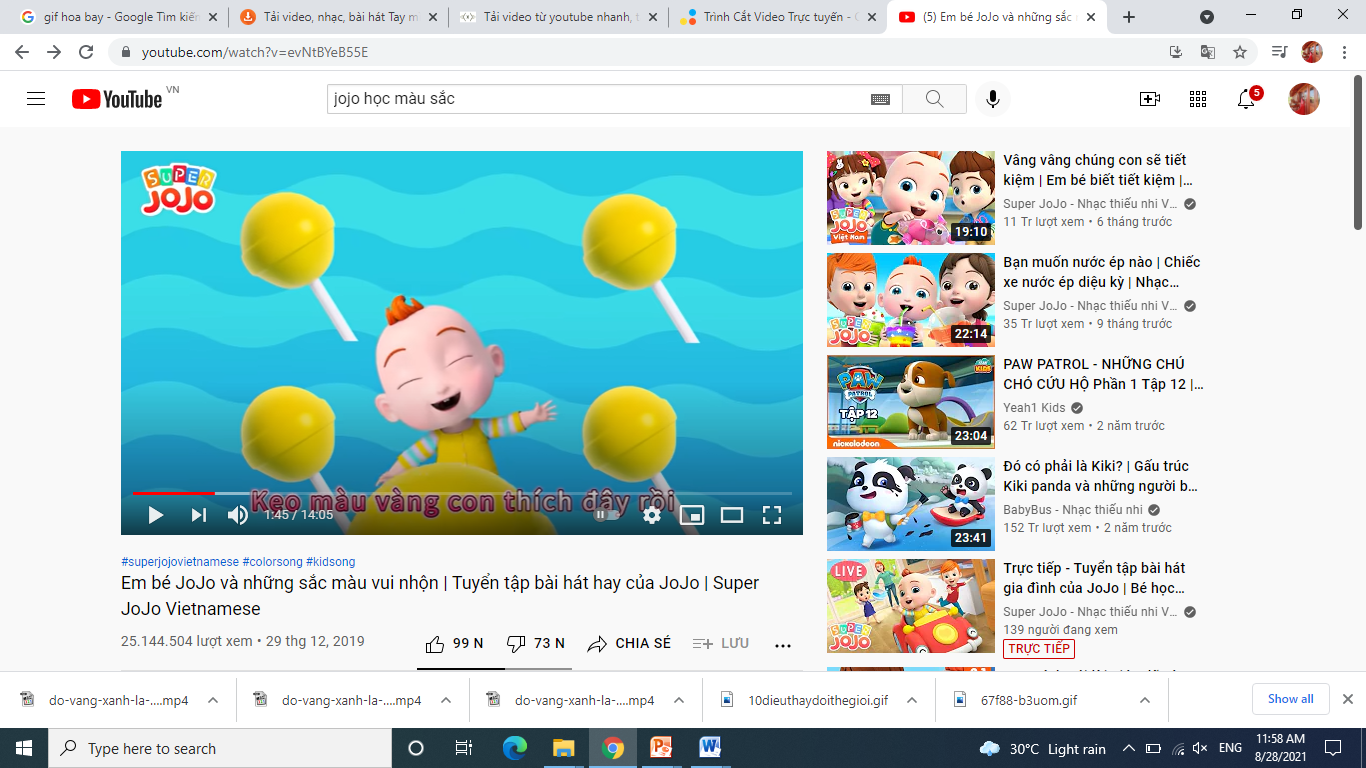 gif hoa bay - Google Tìm kiếm
Tải video, nhạc, bài hát Tay m
Tải video từ youtube nhanh, t
Trình Cắt Video Trực tuyến - C
(5) Em bé JoJo và những sắc
youtube.com/watch?v=evNtBYeB55E
YouTube VN
jojo học màu sắc
5
SUPER
JOJO
Kẹo màu vàng con thích đây rồi
1:45 / 14:05
#superjojovietnamese #colorsong #kidsong
Em bé JoJo và những sắc màu vui nhộn | Tuyển tập bài hát hay của JoJo | Super
JoJo Vietnamese
25.144.504 lượt xem • 29 thg 12, 2019
99 N
73 N
CHIA SẺ
LƯU
SUPER
JOJO
Việt Nam
19:10
Vâng vâng chúng con sẽ tiết
kiệm | Em bé biết tiết kiệm |...
Super JoJo - Nhạc thiếu nhi V...
11 Tr lượt xem • 6 tháng trước
SUPER
JOJO
22:14
Bạn muốn nước ép nào | Chiếc
xe nước ép diệu kỳ | Nhạc...
Super JoJo - Nhạc thiếu nhi V...
35 Tr lượt xem • 9 tháng trước
PAW
PATROL
TẬP 12
nickelodeon
KIDS
23:04
PAW PATROL - NHỮNG CHÚ
CHÓ CỨU HỘ Phần 1 Tập 12 |...
Yeah1 Kids
62 Tr lượt xem • 2 năm trước
23:41
Đó có phải là Kiki? | Gấu trúc
Kiki panda và những người b...
BabyBus - Nhạc thiếu nhi
152 Tr lượt xem • 2 năm trước
LIVE
SUPER
JOJO
Trực tiếp - Tuyển tập bài hát
gia đình của JoJo | Bé học...
Super JoJo - Nhạc thiếu nhi V...
139 người đang xem
TRỰC TIẾP
do-vang-xanh-la-....mp4
do-vang-xanh-la-....mp4
do-vang-xanh-la-....mp4
10dieuthaydoithegioi.gif
67f88-b3uom.gif
Show all
Type here to search
30°C Light rain
ENG
11:58 AM
8/28/2021